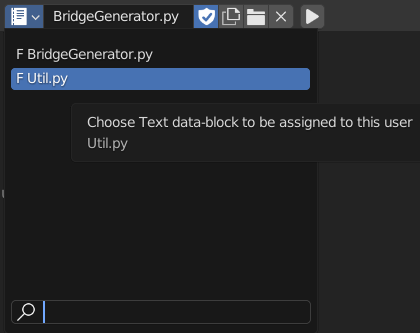 BridgeGenerator.py
F BridgeGenerator.py
F Util.py
Choose Text data-block to be assigned to this user
Util.py